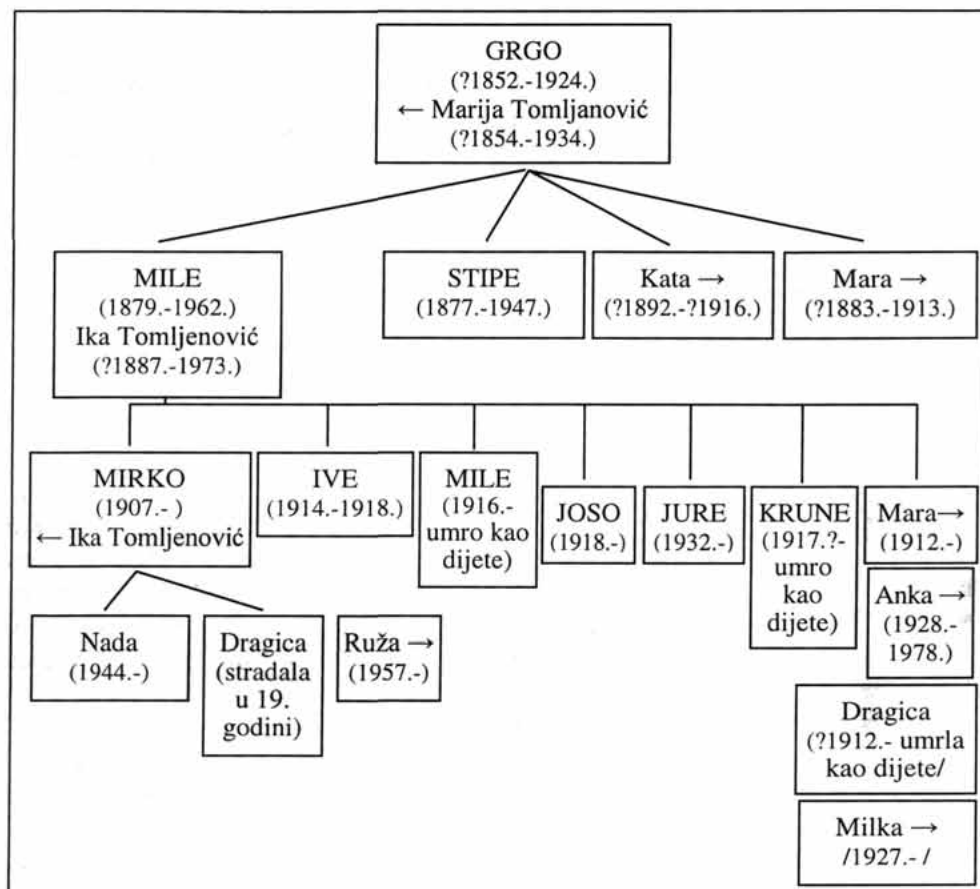 GRGO
(?1852.-1924.)
← Marija Tomljanović
(?1854.-1934.)
MILE
(1879.-1962.)
Ika Tomljenović
(?1887.-1973.)
STIPE
(1877.-1947.)
Kata →
(?1892.-?1916.)
Mara →
(?1883.-1913.)
MIRKO
(1907.- )
← Ika Tomljenović
IVE
(1914.-1918.)
MILE
(1916.-
umro kao
dijete)
JOSO
(1918.-)
JURE
(1932.-)
KRUNE
(1917.?-
umro
kao
dijete)
Mara→
(1912.-)
Anka →
(1928.-
1978.)
Dragica
(?1912.- umrla
kao dijete/
Milka →
/1927.- /
Nada
(1944.-)
Dragica
(stradala
u 19.
godini)
Ruža →
(1957.-)